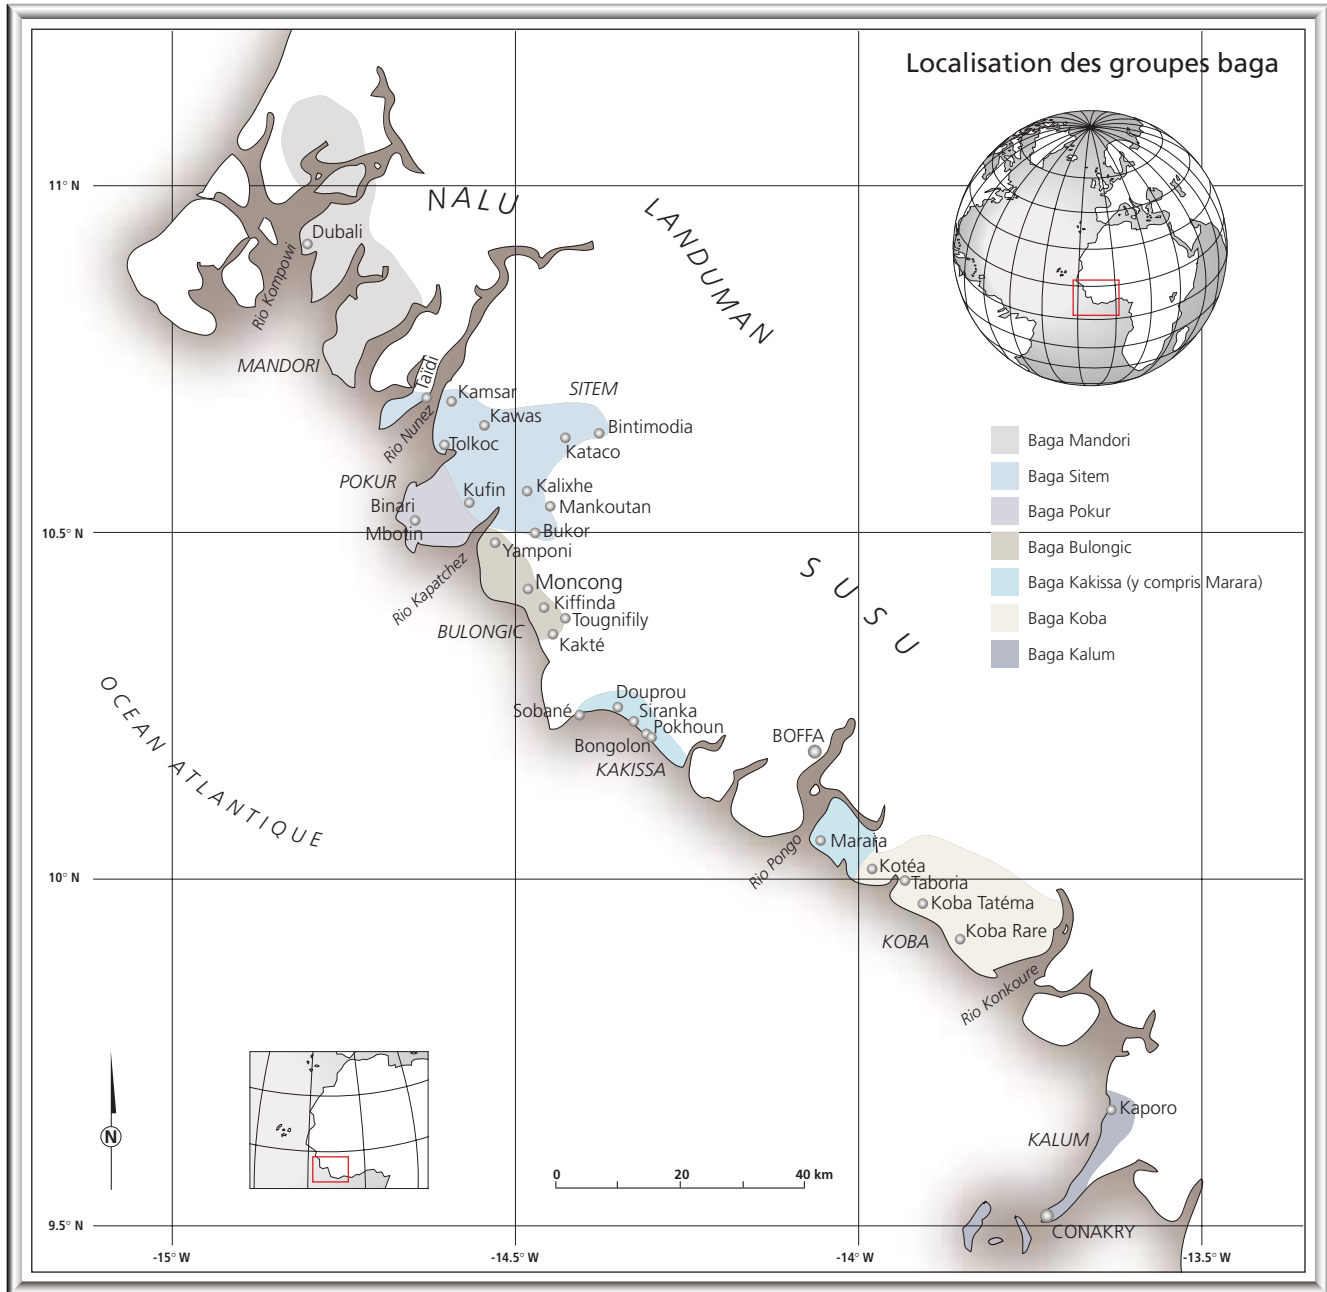 Localisation des groupes baga
11° N
NALU
LANDUMAN
Dubali
Rio Kompowi
MANDORI
Taïdi
Kamsar
SITEM
Kawas
Bintimodia
Rio Nunez
Tolkoc
Kataco
POKUR
Kufin
Kalixhe
Binari
Mankoutan
Mbotin
Bukor
10.5° N
Yamponi
Rio Kapatchez
Moncong
Kiffinda
Tougnifily
BULONGIC
Kakté
SUSU
Baga Mandori
Baga Sitem
Baga Pokur
Baga Bulongic
Baga Kakissa (y compris Marara)
Baga Koba
Baga Kalum
OCEAN ATLANTIQUE
Douprou
Sobané
Siranka
Pokhoun
Bongolon
KAKISSA
BOFFA
Rio Pongo
Marara
Kotéa
10° N
Taboria
Koba Tatéma
Koba Rare
KOBA
Rio Konkoure
Kaporo
KALUM
N
0 20 40 km
CONAKRY
9.5° N
-15° W -14.5° W -14° W -13.5° W